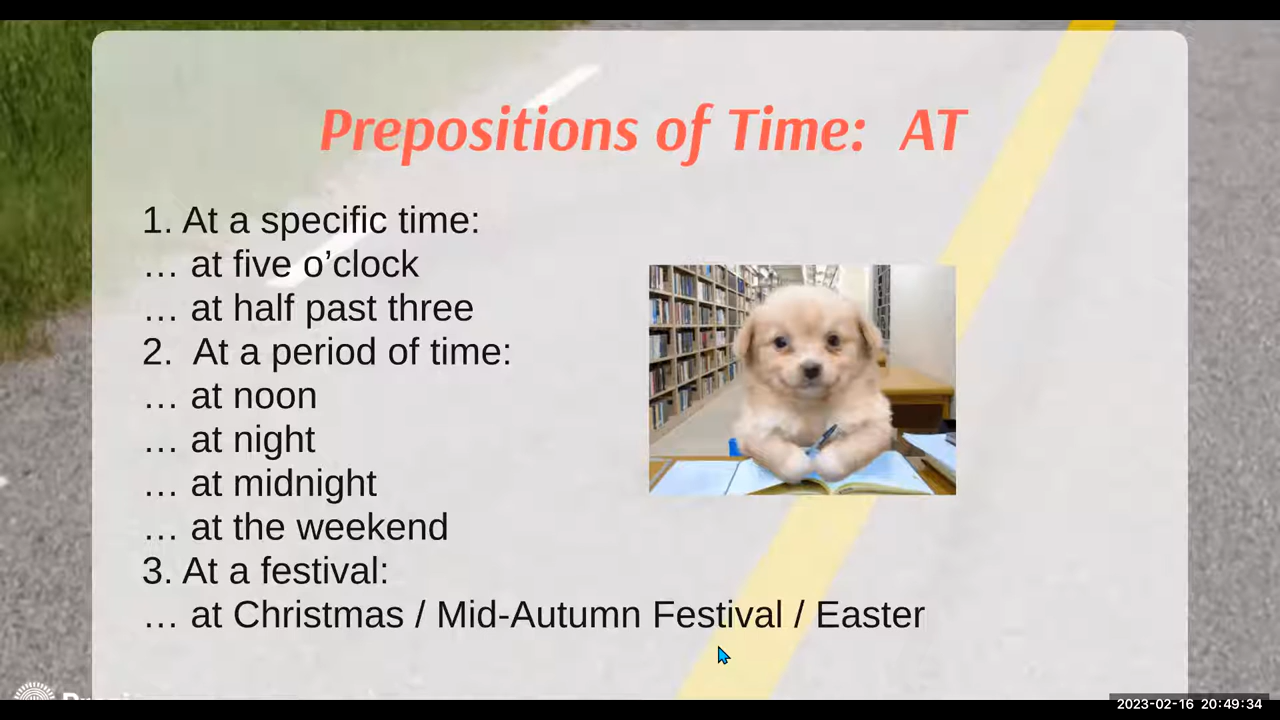 Prepositions of Time: AT
1. At a specific time:
… at five o’clock
… at half past three
2. At a period of time:
… at noon
… at night
… at midnight
… at the weekend
3. At a festival:
… at Christmas / Mid-Autumn Festival / Easter
2023-02-16 20:49:34